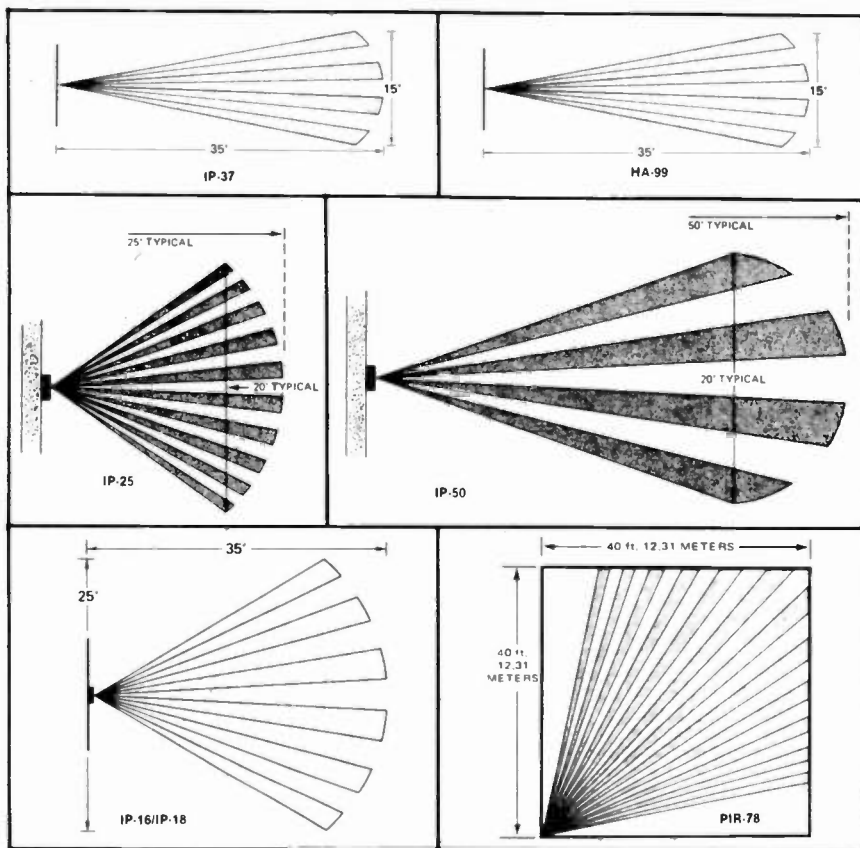 15'
35'
IP-37
15'
35'
HA-99
25' TYPICAL
20' TYPICAL
IP-25
50' TYPICAL
20' TYPICAL
IP-50
35'
25'
IP-16/IP-18
40 ft. 12.31 METERS
40 ft.
12.31
METERS
PIR-78